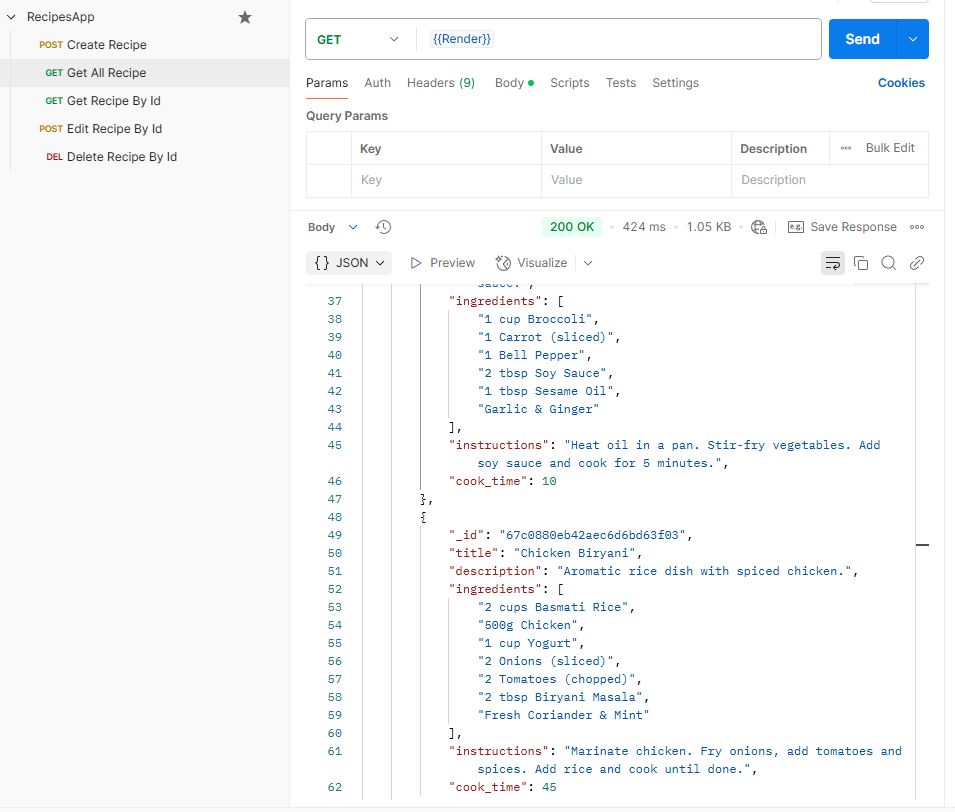 RecipesApp
POST Create Recipe
GET Get All Recipe
GET Get Recipe By Id
POST Edit Recipe By Id
DEL Delete Recipe By Id
GET {{Render}} Send
Params Auth Headers (9) Body Scripts Tests Settings Cookies
Query Params
Key Value Description Bulk Edit
Key Value Description
Body 200 OK 424 ms 1.05 KB e.g. Save Response
{} JSON Preview Visualize
sauce.",
37 "ingredients": [
38 "1 cup Broccoli",
39 "1 Carrot (sliced)",
40 "1 Bell Pepper",
41 "2 tbsp Soy Sauce",
42 "1 tbsp Sesame Oil",
43 "Garlic & Ginger"
44 ],
45 "instructions": "Heat oil in a pan. Stir-fry vegetables. Add
soy sauce and cook for 5 minutes.",
46 "cook_time": 10
47 },
48 {
49 "_id": "67c0880eb42aec6d6bd63f03",
50 "title": "Chicken Biryani",
51 "description": "Aromatic rice dish with spiced chicken.",
52 "ingredients": [
53 "2 cups Basmati Rice",
54 "500g Chicken",
55 "1 cup Yogurt",
56 "2 Onions (sliced)",
57 "2 Tomatoes (chopped)",
58 "2 tbsp Biryani Masala",
59 "Fresh Coriander & Mint"
60 ],
61 "instructions": "Marinate chicken. Fry onions, add tomatoes and
spices. Add rice and cook until done.",
62 "cook_time": 45